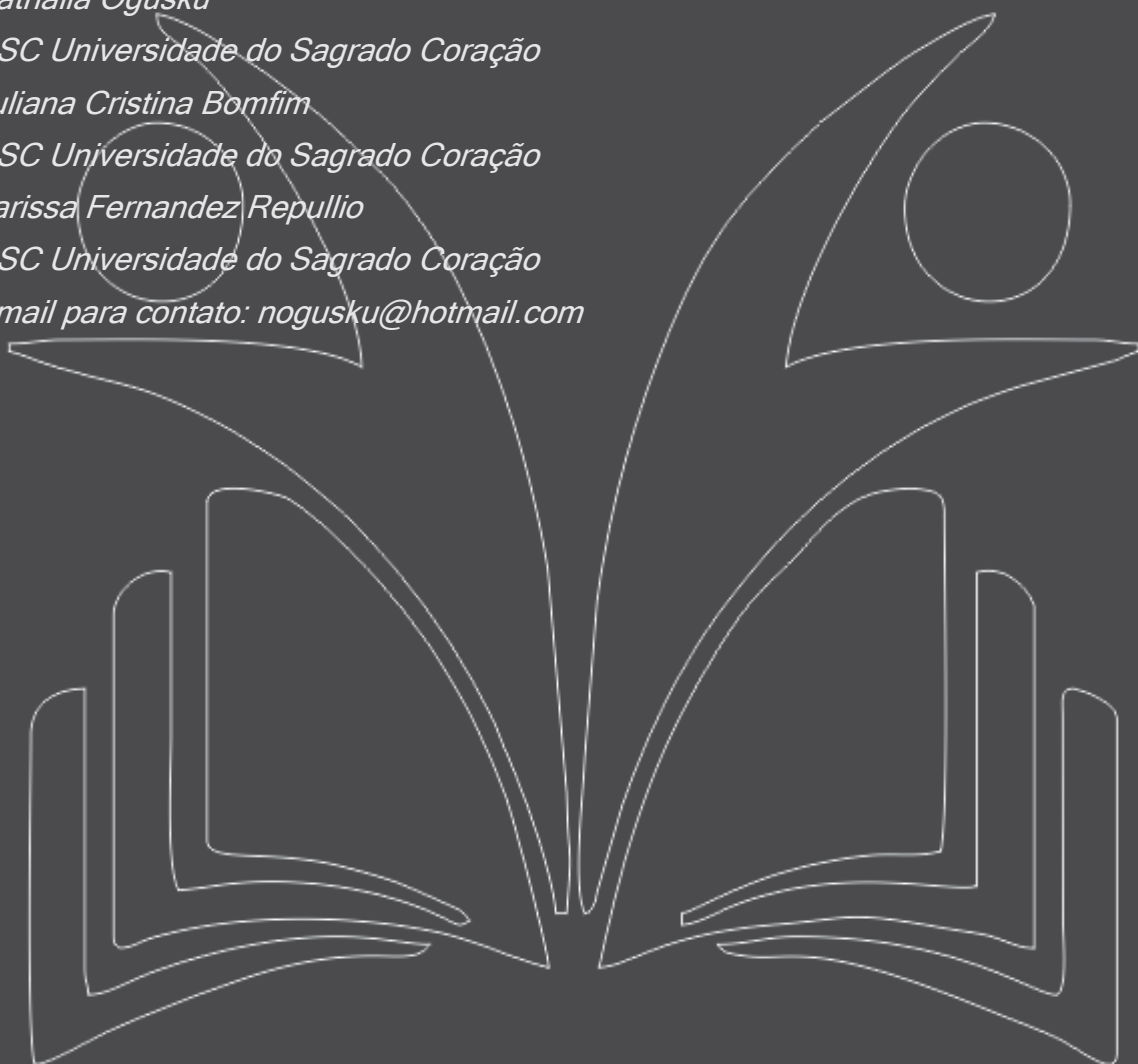 athalia Ogusku
SC Universidade do Sagrado Coração
uliana Cristina Bomfim
SC Universidade do Sagrado Coração
arissa Fernandez Repullio
SC Universidade do Sagrado Coração
mail para contato: nogusku@hotmail.com